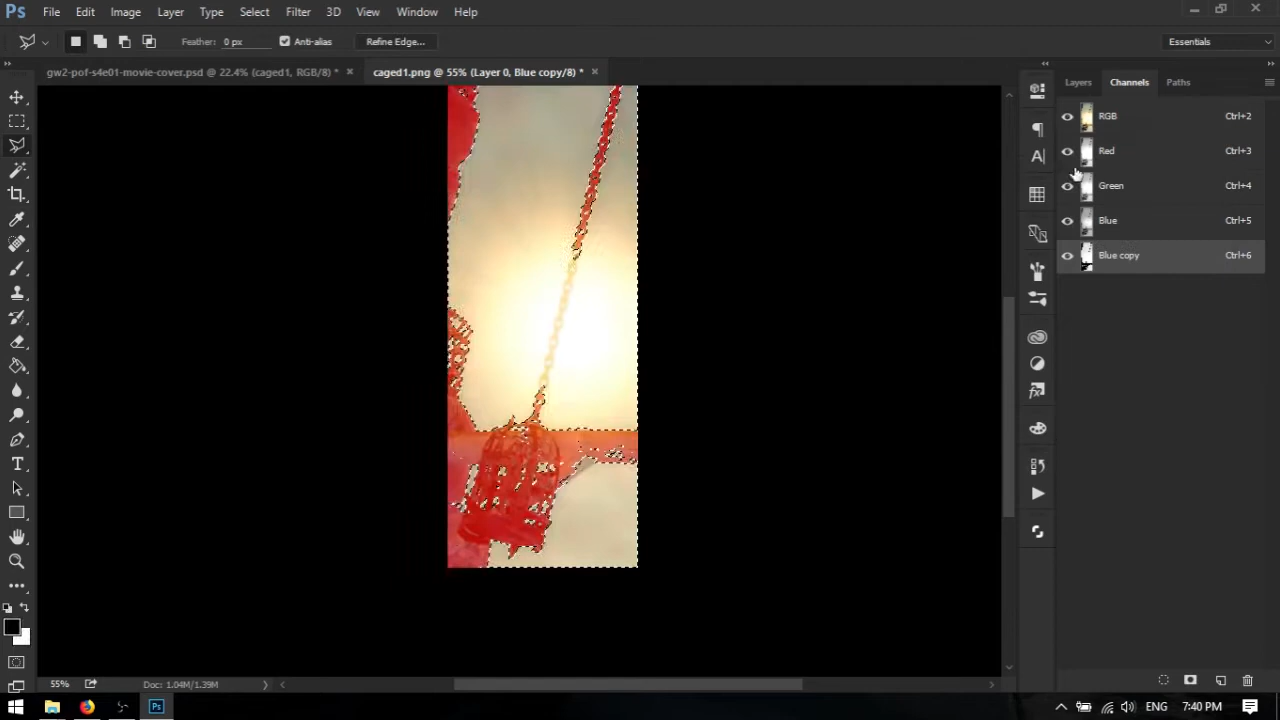 Ps File Edit Image Layer Type Select Filter 3D View Window Help
Feather: 0 px Anti-alias Refine Edge... Essentials
gw2-pof-s4e01-movie-cover.psd @ 22.4% (caged1, RGB/8) * × caged1.png @ 55% (Layer 0, Blue copy/8) * ×
Layers Channels Paths
RGB Ctrl+2
Red Ctrl+3
Green Ctrl+4
Blue Ctrl+5
Blue copy Ctrl+6
55% Doc: 1.04M/1.39M
Ps ENG 7:40 PM